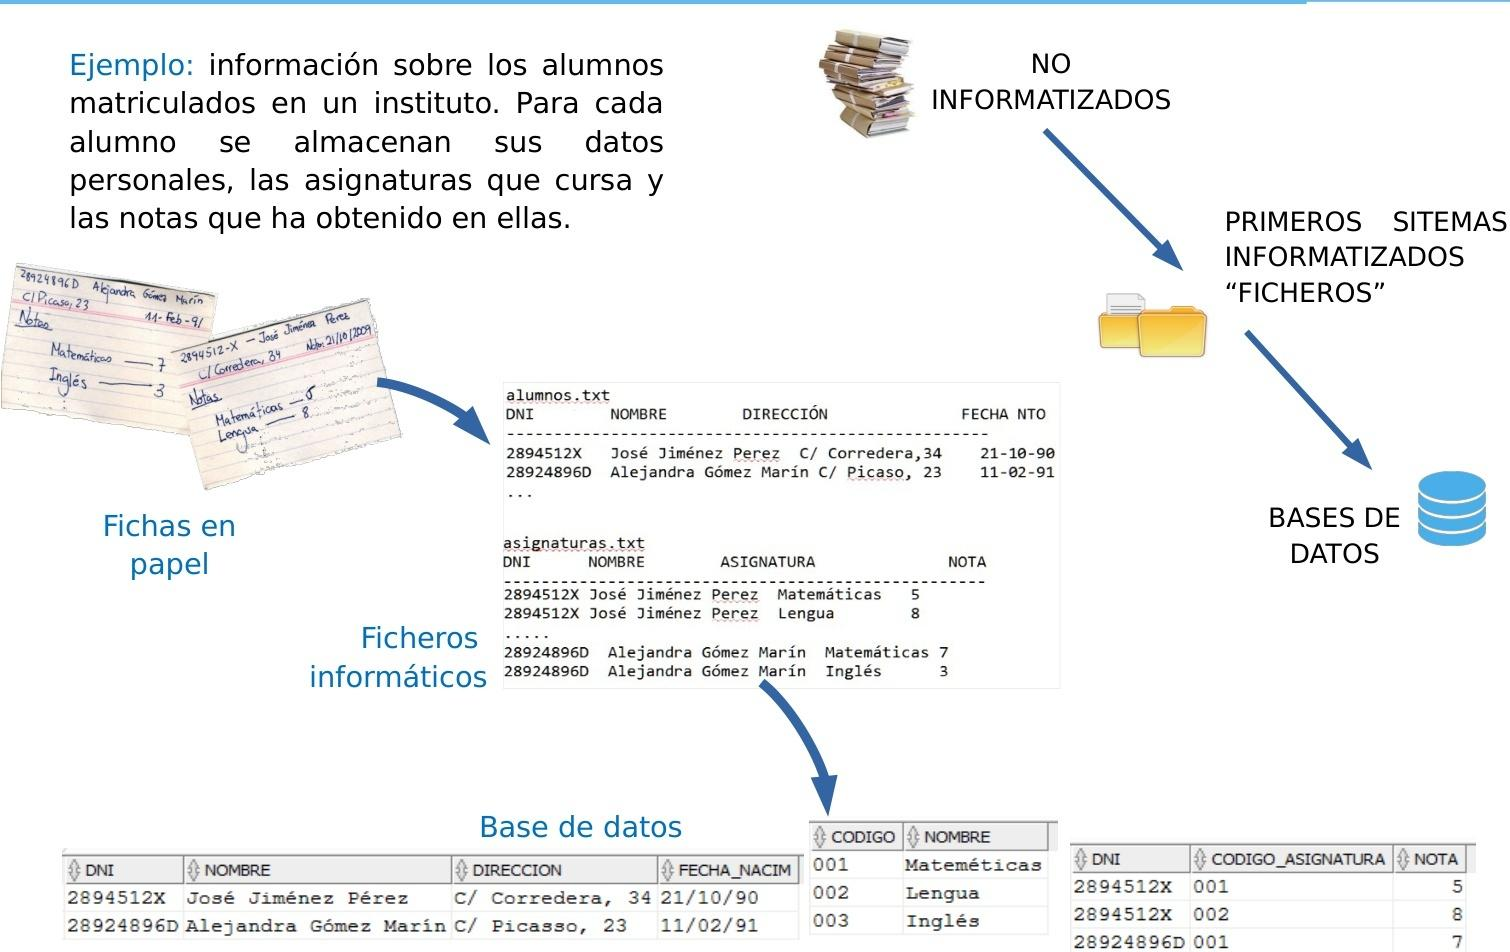 Ejemplo: información sobre los alumnos
matriculados en un instituto. Para cada
alumno se almacenan sus datos
personales, las asignaturas que cursa y
las notas que ha obtenido en ellas.
NO
INFORMATIZADOS
PRIMEROS SITEMAS
INFORMATIZADOS
“FICHEROS”
BASES DE
DATOS
28924896D Alejandra Gómez Marín
C/ Picaso, 23 11-Feb-91
Notas
Matemáticas — 7
Inglés — 3
2894512-X — José Jiménez Perez
C/ Corredera, 34 Nto: 21/10/2009
Notas
Matemáticas — 5
Lengua — 8
Fichas en
papel
alumnos.txt
DNI NOMBRE DIRECCIÓN FECHA NTO
---------------------------------------------------
2894512X José Jiménez Perez C/ Corredera,34 21-10-90
28924896D Alejandra Gómez Marín C/ Picaso, 23 11-02-91
...
asignaturas.txt
DNI NOMBRE ASIGNATURA NOTA
---------------------------------------------------
2894512X José Jiménez Perez Matemáticas 5
2894512X José Jiménez Perez Lengua 8
.....
28924896D Alejandra Gómez Marín Matemáticas 7
28924896D Alejandra Gómez Marín Inglés 3
Ficheros
informáticos
Base de datos
DNI NOMBRE DIRECCION FECHA_NACIM
2894512X José Jiménez Pérez C/ Corredera, 34 21/10/90
28924896D Alejandra Gómez Marín C/ Picasso, 23 11/02/91
CODIGO NOMBRE
001 Mateméticas
002 Lengua
003 Inglés
DNI CODIGO_ASIGNATURA NOTA
2894512X 001 5
2894512X 002 8
28924896D 001 7